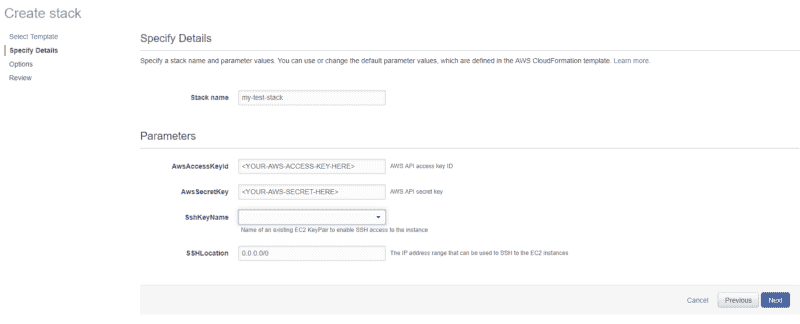 Create stack
Select Template
Specify Details
Options
Review
Specify Details
Specify a stack name and parameter values. You can use or change the default parameter values, which are defined in the AWS CloudFormation template. Learn more.
Stack name my-test-stack
Parameters
AwsAccessKeyId <YOUR-AWS-ACCESS-KEY-HERE> AWS API access key ID
AwsSecretKey <YOUR-AWS-SECRET-HERE> AWS API secret key
SshKeyName
Name of an existing EC2 KeyPair to enable SSH access to the instance
SSHLocation 0.0.0.0/0 The IP address range that can be used to SSH to the EC2 instances
Cancel Previous Next